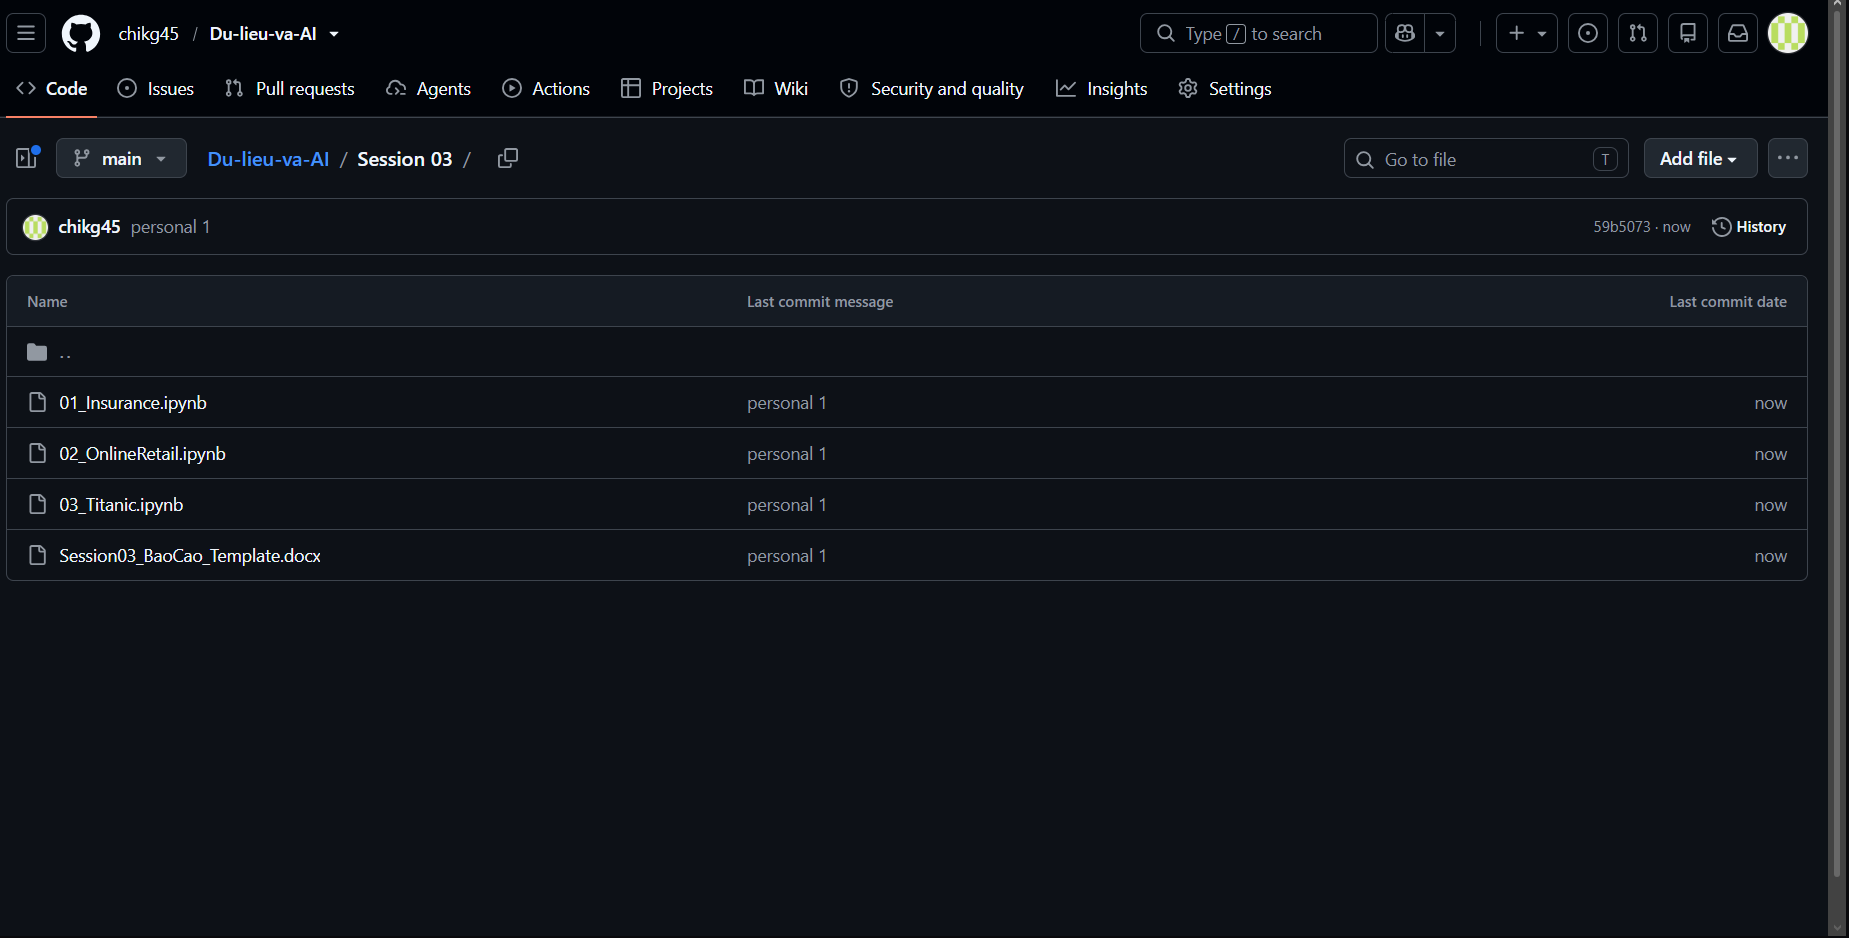 chikg45 / Du-lieu-va-AI
Type / to search
Code Issues Pull requests Agents Actions Projects Wiki Security and quality Insights Settings
main Du-lieu-va-AI / Session 03 /
Go to file T Add file
chikg45 personal 1 59b5073 · now History
Name Last commit message Last commit date
..
01_Insurance.ipynb personal 1 now
02_OnlineRetail.ipynb personal 1 now
03_Titanic.ipynb personal 1 now
Session03_BaoCao_Template.docx personal 1 now